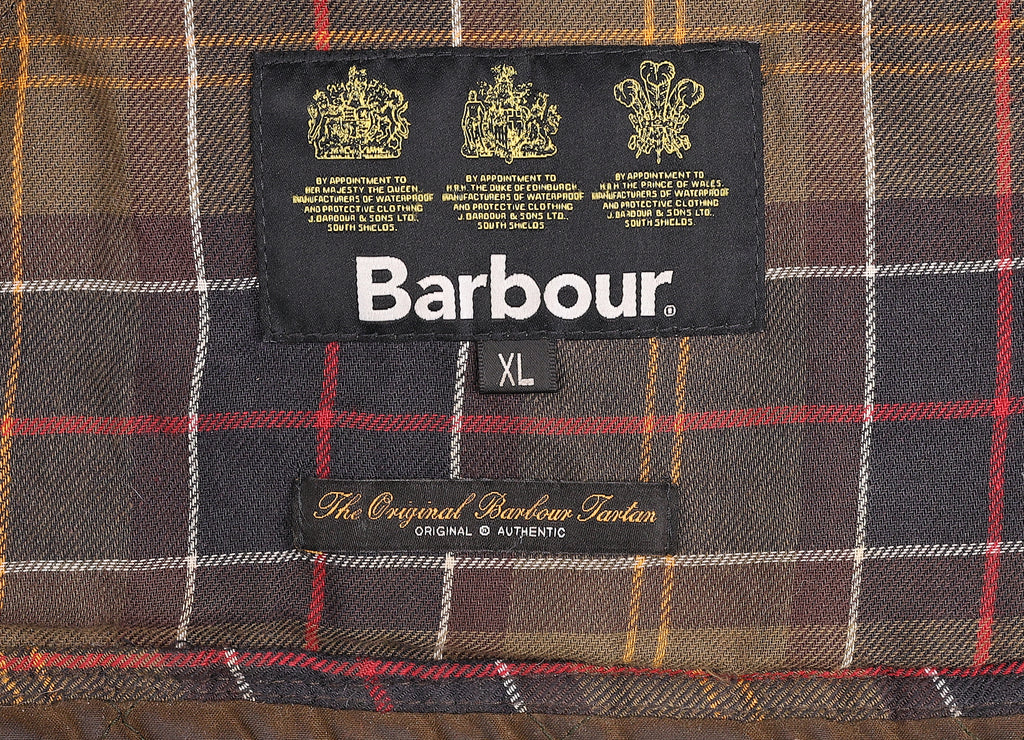 BY APPOINTMENT TO
HER MAJESTY THE QUEEN,
MANUFACTURERS OF WATERPROOF
AND PROTECTIVE CLOTHING
J. BARBOUR & SONS LTD.,
SOUTH SHIELDS.
BY APPOINTMENT TO
H.R.H. THE DUKE OF EDINBURGH,
MANUFACTURERS OF WATERPROOF
AND PROTECTIVE CLOTHING
J. BARBOUR & SONS LTD.,
SOUTH SHIELDS.
BY APPOINTMENT TO
H.R.H. THE PRINCE OF WALES,
MANUFACTURERS OF WATERPROOF
AND PROTECTIVE CLOTHING
J. BARBOUR & SONS LTD.,
SOUTH SHIELDS.
Barbour®
XL
The Original Barbour Tartan
ORIGINAL ® AUTHENTIC